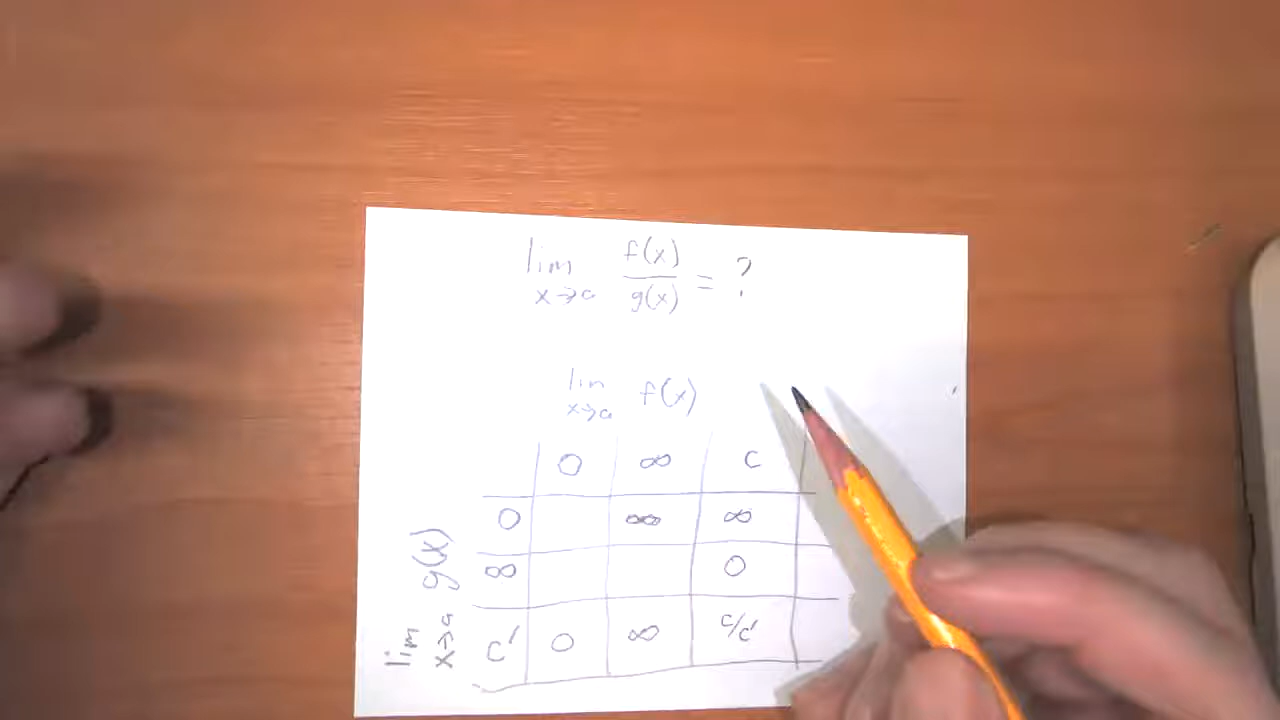 lim x→a f(x)/g(x) = ?
lim x→a f(x)
0 ∞ c
0 ∞ ∞
∞ 0
c' 0 ∞ c/c'
lim x→a g(x)